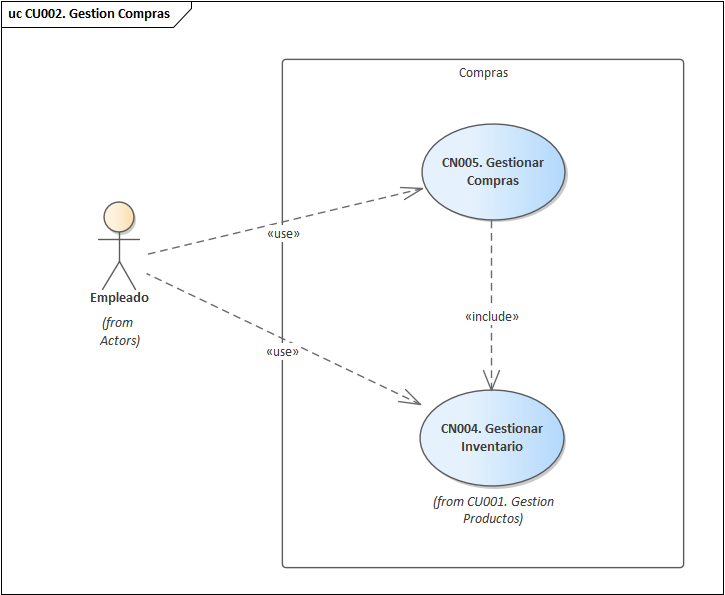 uc CU002. Gestion Compras
Compras
CN005. Gestionar
Compras
«use»
Empleado
(from
Actors)
«include»
«use»
CN004. Gestionar
Inventario
(from CU001. Gestion
Productos)